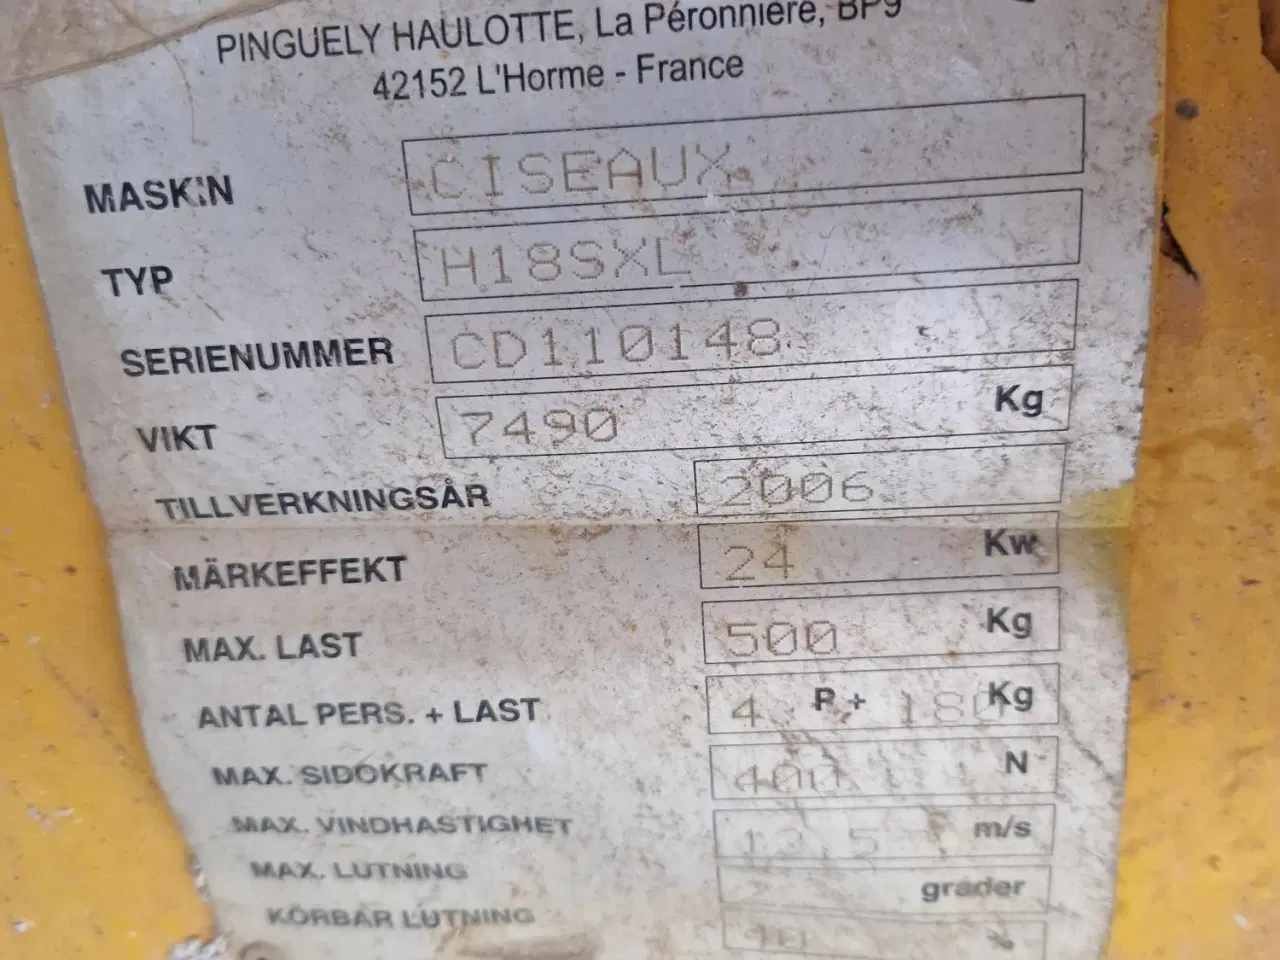 PINGUELY HAULOTTE, La Péronnière, BP9
42152 L'Horme - France
MASKIN CISEAUX
TYP H18SXL
SERIENUMMER CD110148
VIKT 7490 Kg
TILLVERKNINGSÅR 2006
MÄRKEFFEKT 24 Kw
MAX. LAST 500 Kg
ANTAL PERS. + LAST 4 P + 180 Kg
MAX. SIDOKRAFT 400 N
MAX. VINDHASTIGHET 12,5 m/s
MAX. LUTNING grader
KÖRBAR LUTNING %